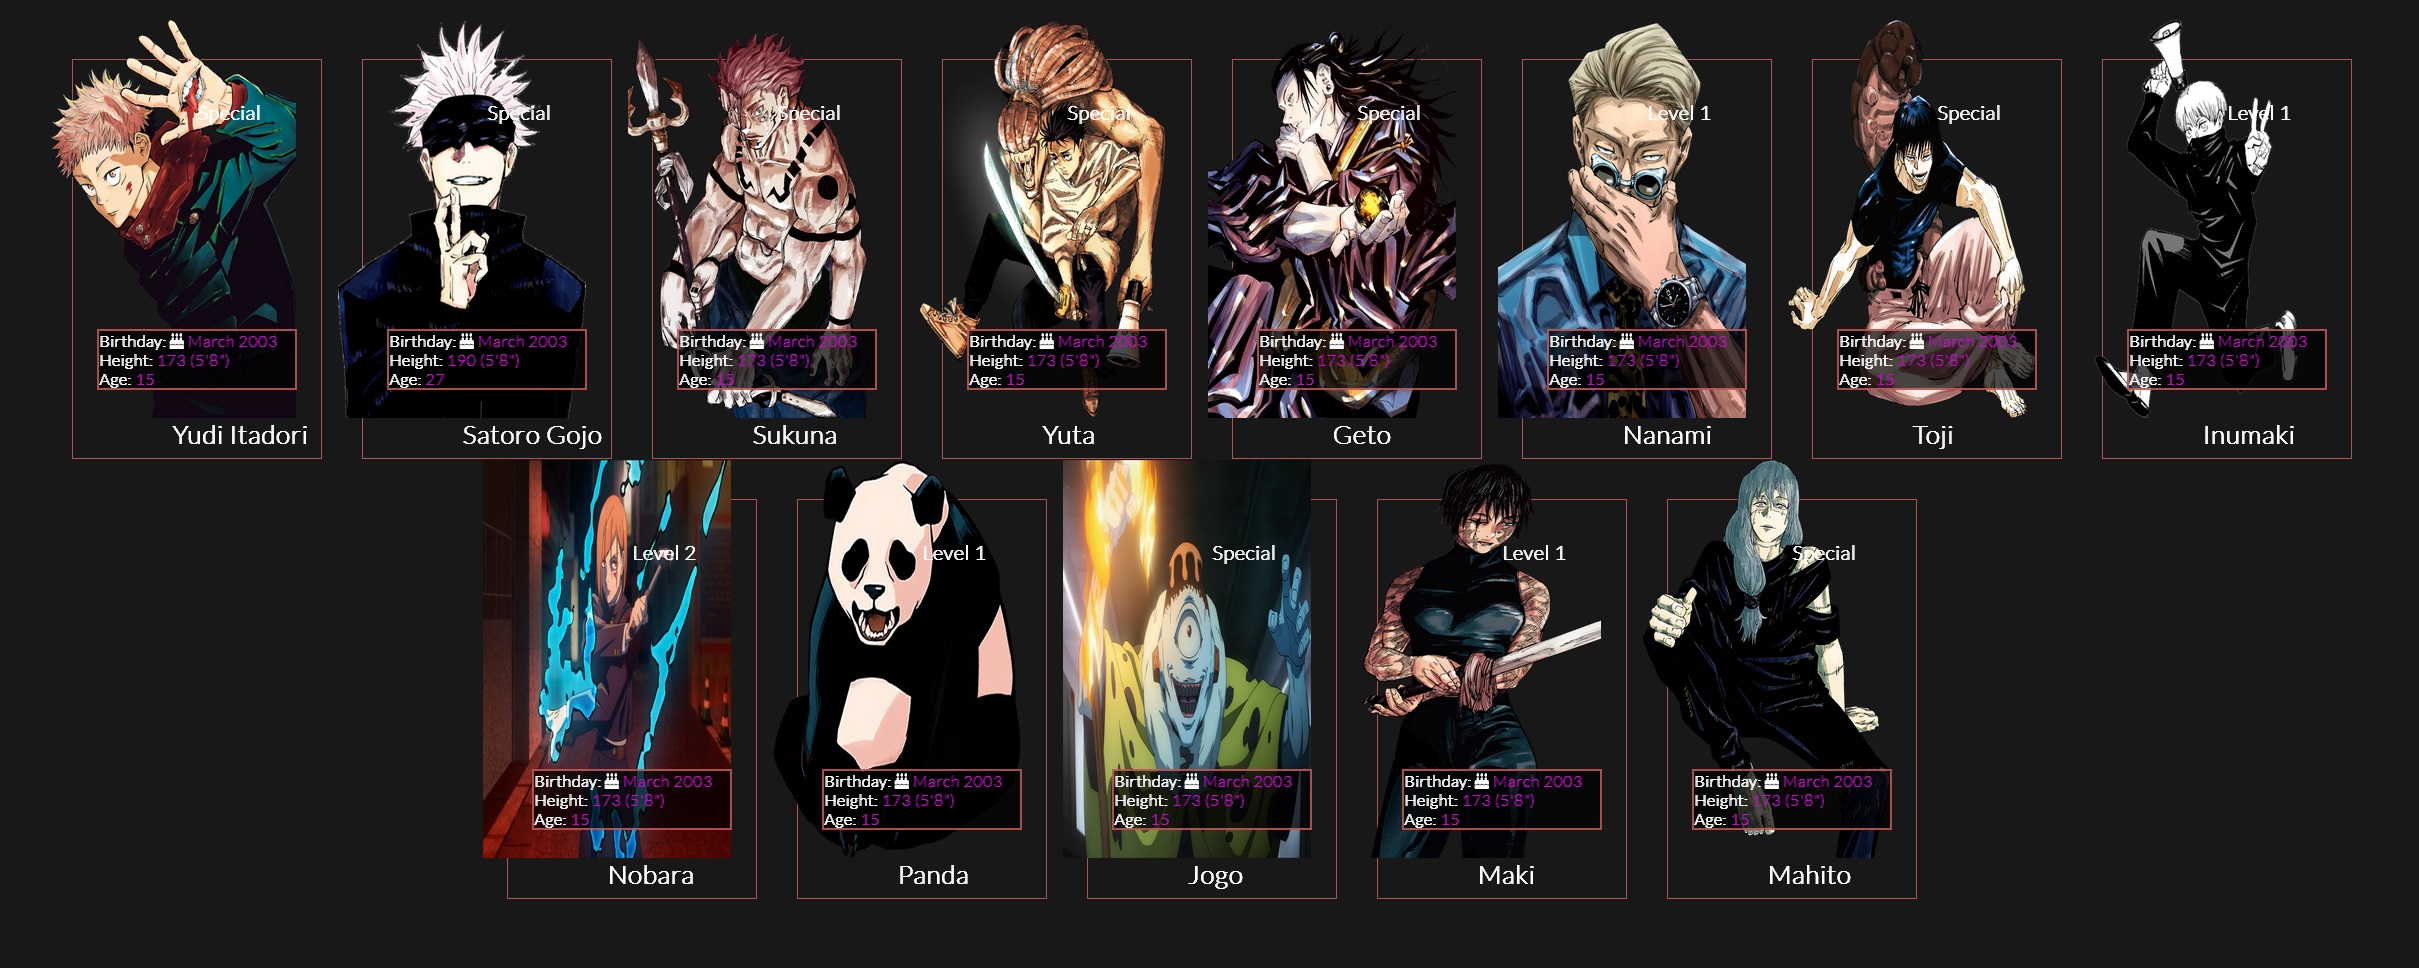 Special
Birthday: March 2003
Height: 173 (5'8")
Age: 15
Yudi Itadori
Special
Birthday: March 2003
Height: 190 (5'8")
Age: 27
Satoro Gojo
Special
Birthday: March 2003
Height: 173 (5'8")
Age: 15
Sukuna
Special
Birthday: March 2003
Height: 173 (5'8")
Age: 15
Yuta
Special
Birthday: March 2003
Height: 173 (5'8")
Age: 15
Geto
Level 1
Birthday: March 2003
Height: 173 (5'8")
Age: 15
Nanami
Special
Birthday: March 2003
Height: 173 (5'8")
Age: 15
Toji
Level 1
Birthday: March 2003
Height: 173 (5'8")
Age: 15
Inumaki
Level 2
Birthday: March 2003
Height: 173 (5'8")
Age: 15
Nobara
Level 1
Birthday: March 2003
Height: 173 (5'8")
Age: 15
Panda
Special
Birthday: March 2003
Height: 173 (5'8")
Age: 15
Jogo
Level 1
Birthday: March 2003
Height: 173 (5'8")
Age: 15
Maki
Special
Birthday: March 2003
Height: 173 (5'8")
Age: 15
Mahito